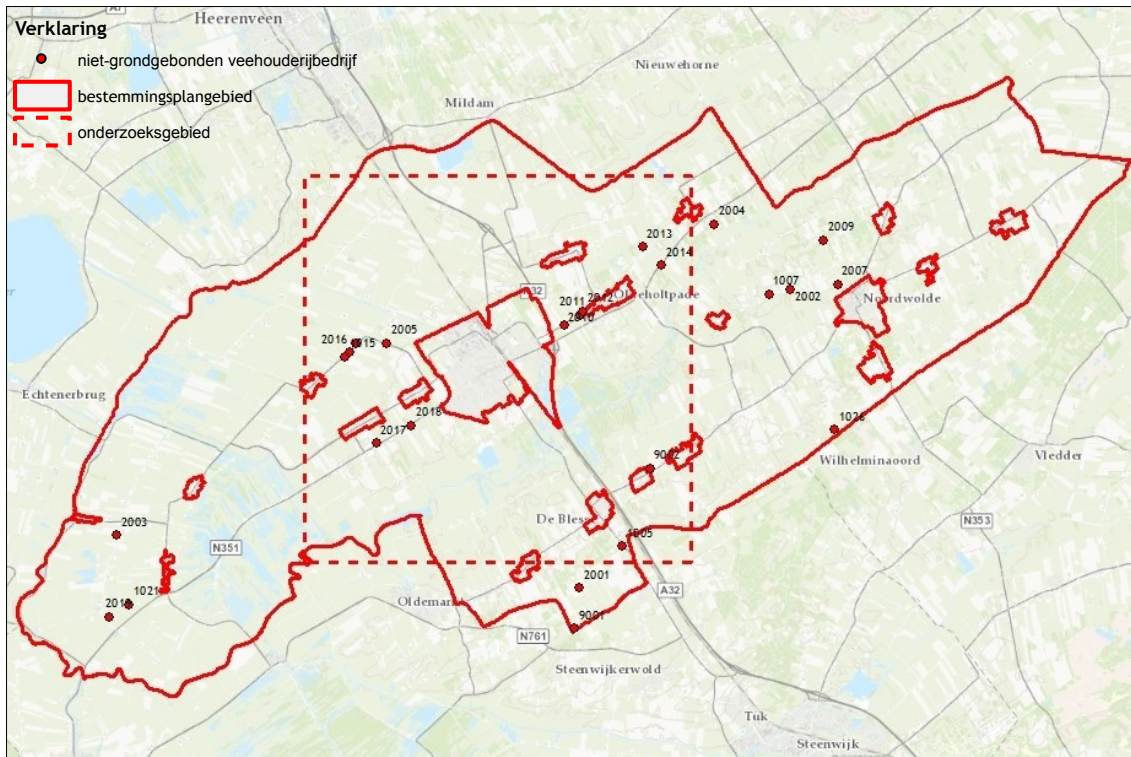 A7
Heerenveen
Verklaring
niet-grondgebonden veehouderijbedrijf
bestemmingsplangebied
onderzoeksgebied
Nieuwehorne
Mildam
2004
2013
2009
2014
2007
1007
2002
Noordwolde
2011
2012
2010
2005
2016
Echtenerbrug
2018
2017
1026
Wilhelminaoord
Vledder
9002
De Bless
N353
2003
N351
1005
2001
A32
1021
Oldemarkt
9001
N761
Steenwijkerwold
Tuk
Steenwijk